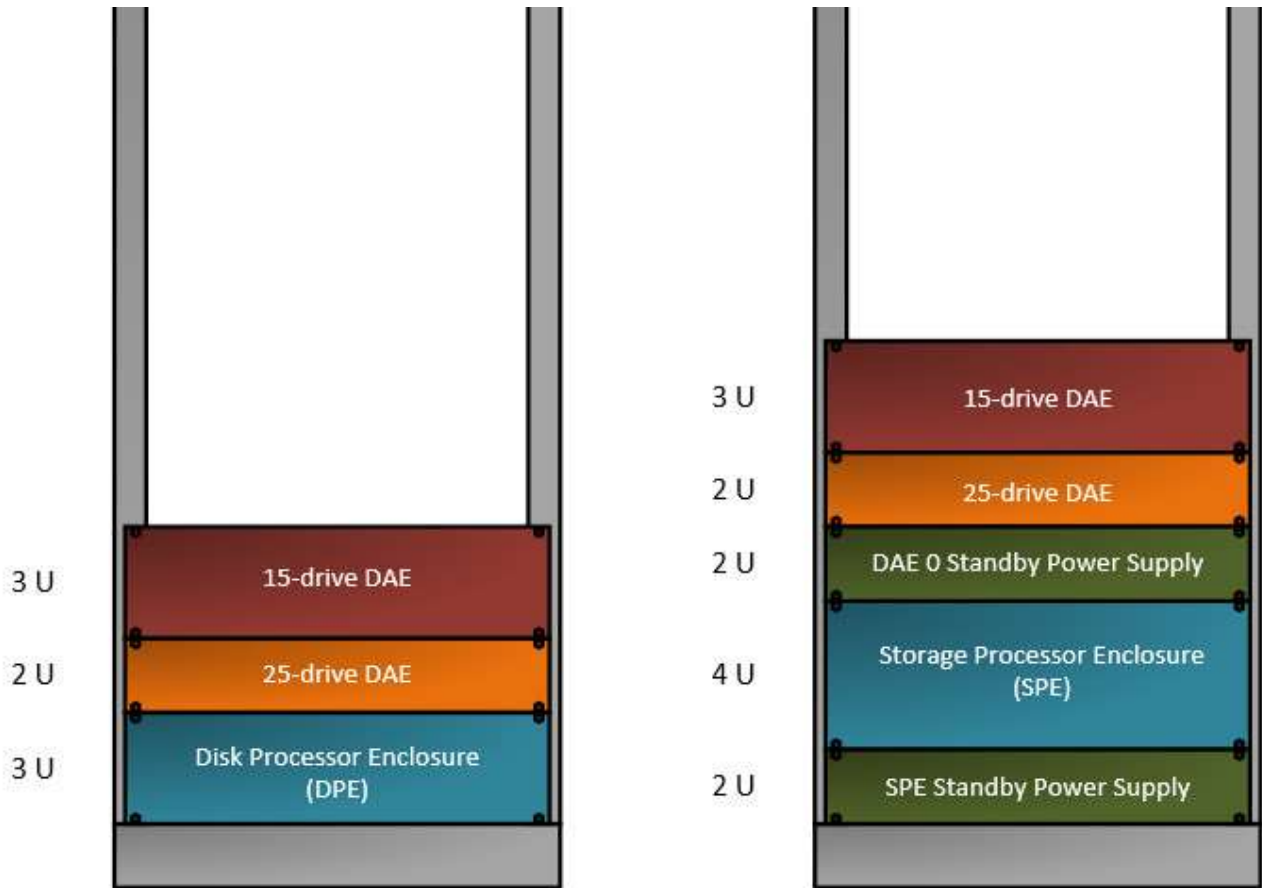 3 U
15-drive DAE
2 U
25-drive DAE
3 U
Disk Processor Enclosure
(DPE)
3 U
15-drive DAE
2 U
25-drive DAE
2 U
DAE 0 Standby Power Supply
4 U
Storage Processor Enclosure
(SPE)
2 U
SPE Standby Power Supply